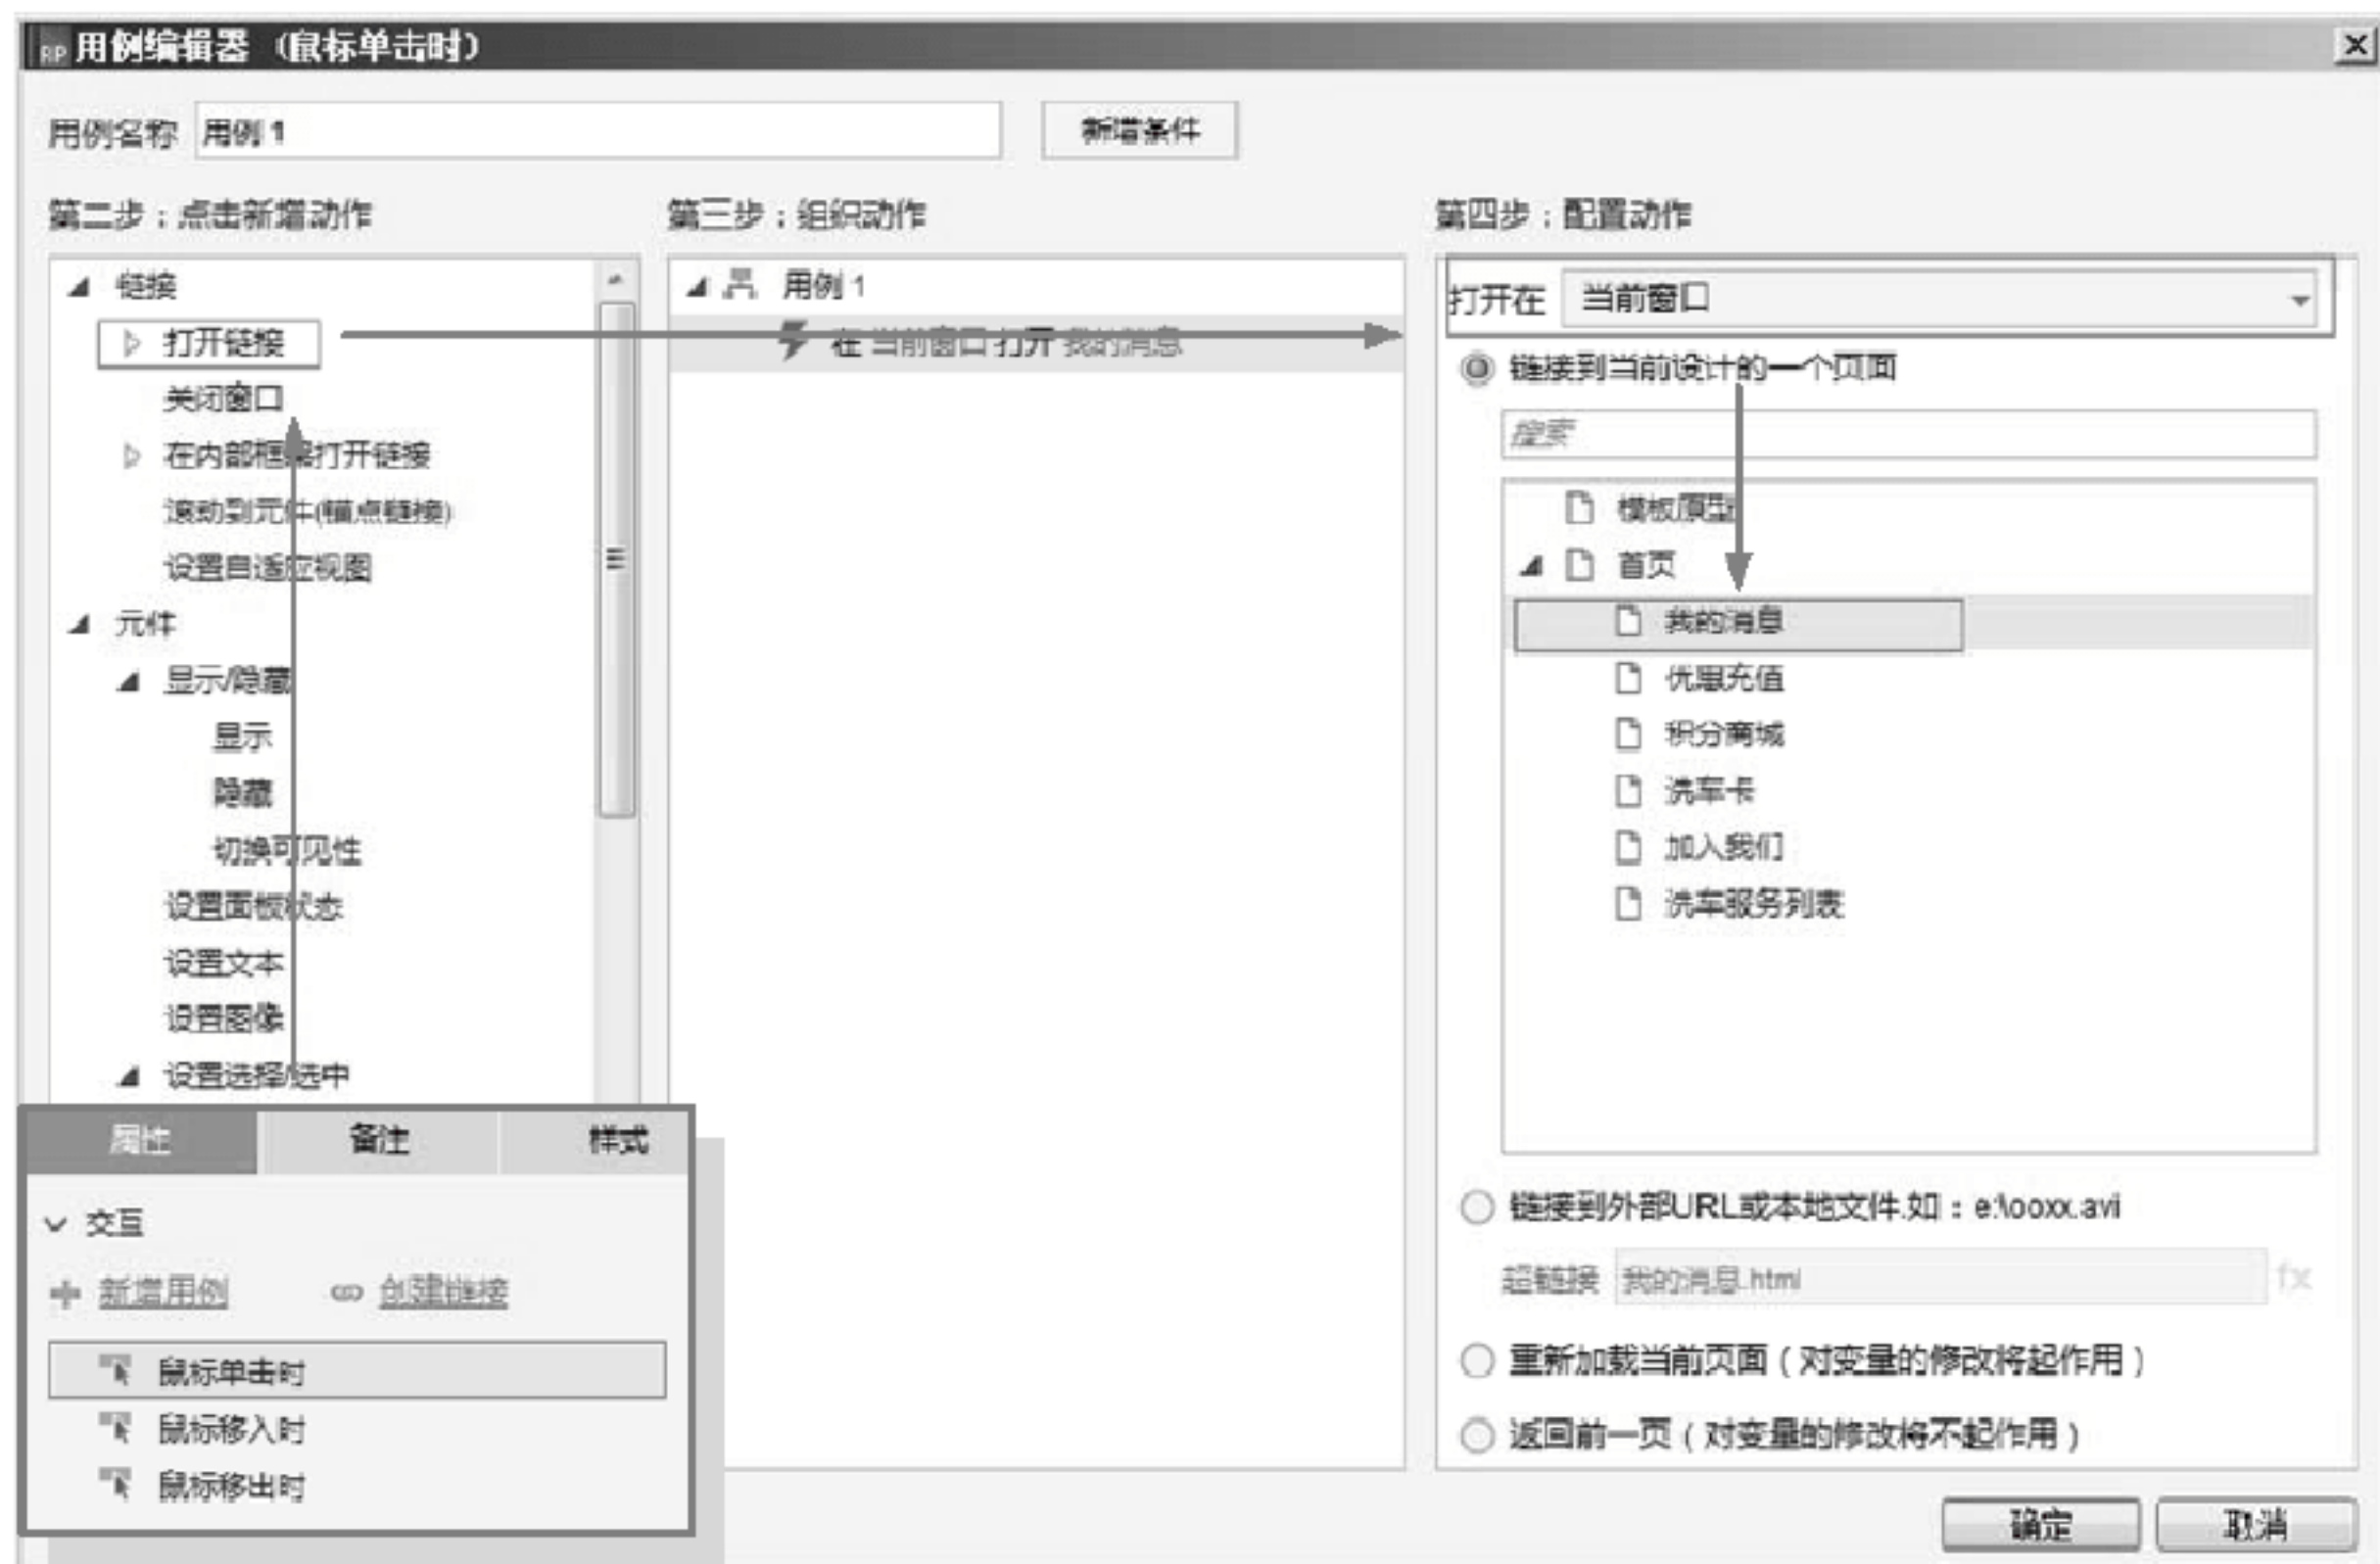 RP 用例编辑器 （鼠标单击时）
用例名称 用例 1 新增条件
第二步：点击新增动作
链接
打开链接
关闭窗口
在内部框架打开链接
滚动到元件(锚点链接)
设置自适应视图
元件
显示/隐藏
显示
隐藏
切换可见性
设置面板状态
设置文本
设置图像
设置选择/选中
属性 备注 样式
交互
新增用例 创建链接
鼠标单击时
鼠标移入时
鼠标移出时
第三步：组织动作
用例 1
在 当前窗口 打开 我的消息
第四步：配置动作
打开在 当前窗口
链接到当前设计的一个页面
搜索
模板原型
首页
我的消息
优惠充值
积分商城
洗车卡
加入我们
洗车服务列表
链接到外部URL或本地文件.如：e:\ooxx.avi
超链接 我的消息.html fx
重新加载当前页面（对变量的修改将起作用）
返回前一页（对变量的修改将不起作用）
确定 取消